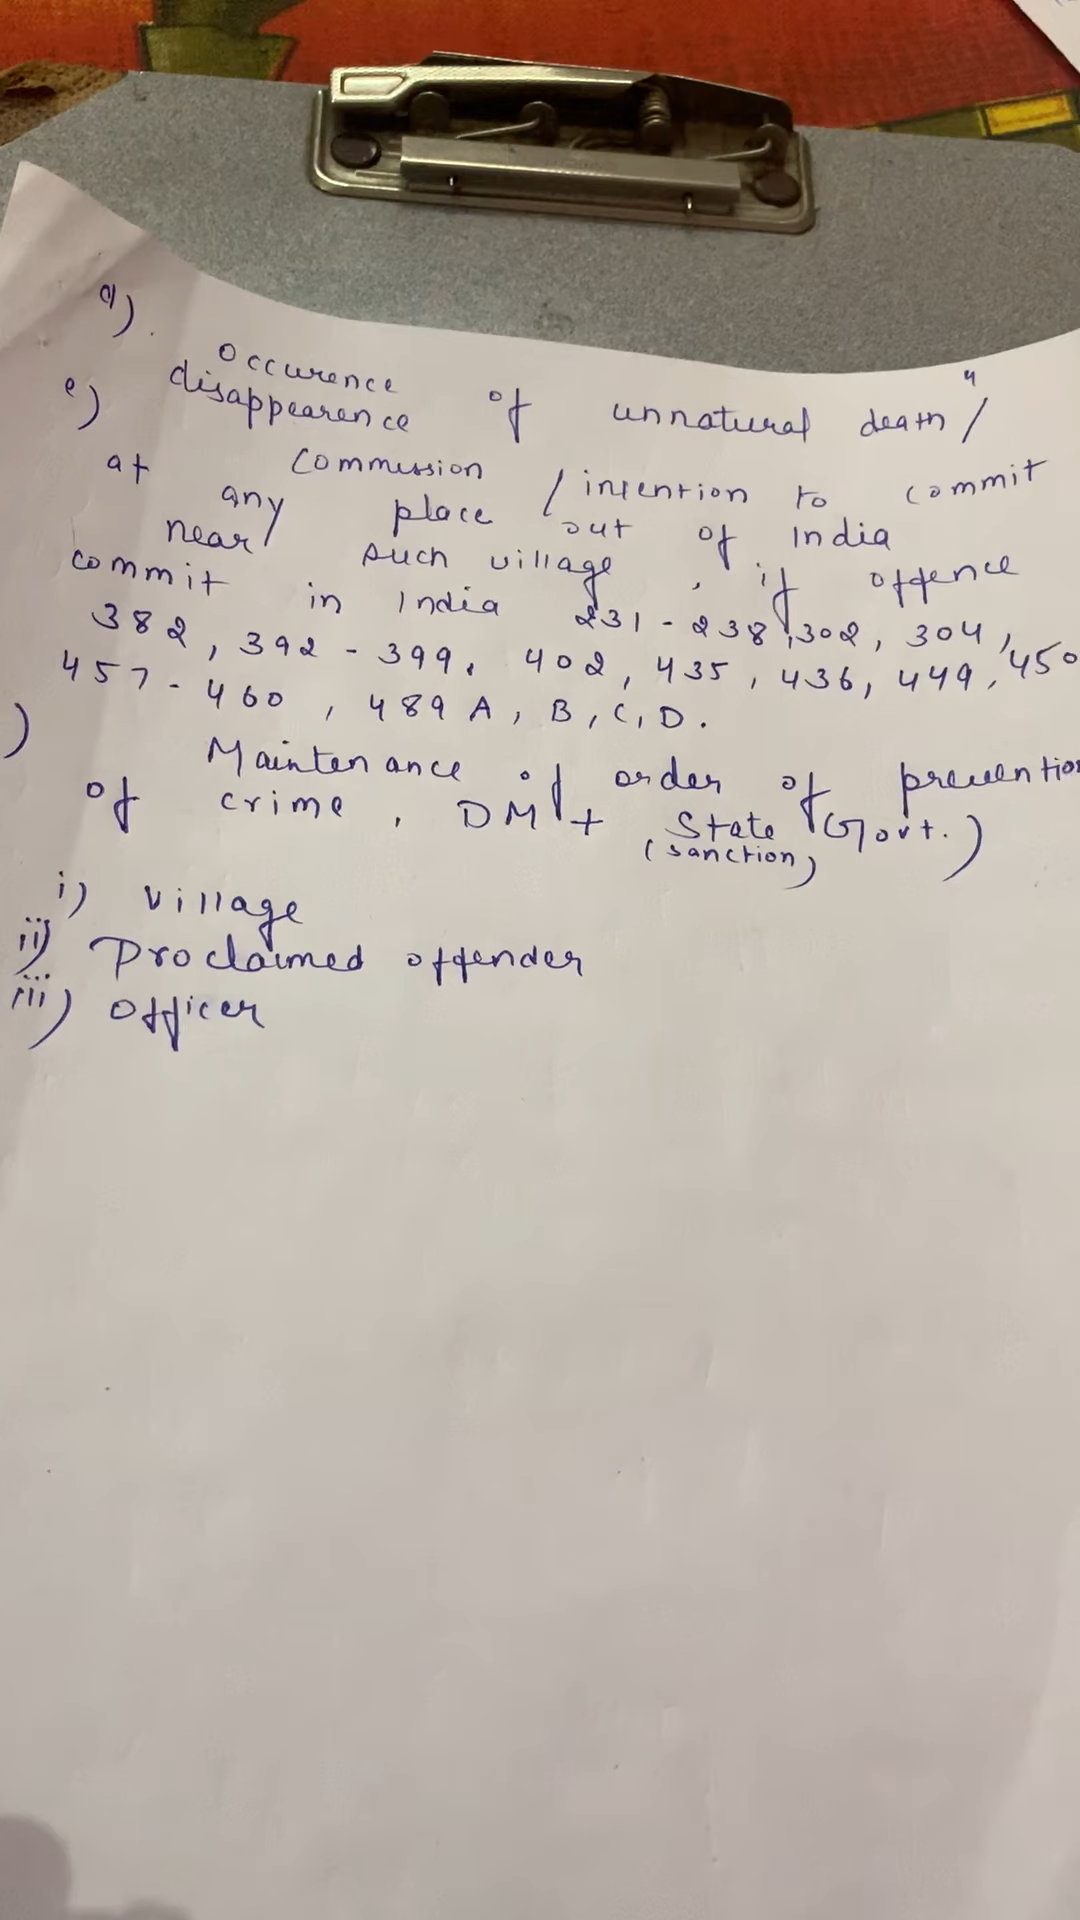 d)
occurence of unnatural death / "
disappearence
e) commission / intention to commit
at any place out of India
near such village, if offence
commit in India 231 - 238, 302, 304,
382, 392 - 399, 402, 435, 436, 449, 450
457 - 460, 489 A, B, C, D.
) Maintenance of order of prevention
of crime, DM + State Govt.)
(sanction)
i) Village
ii) Proclaimed offender
iii) Officer